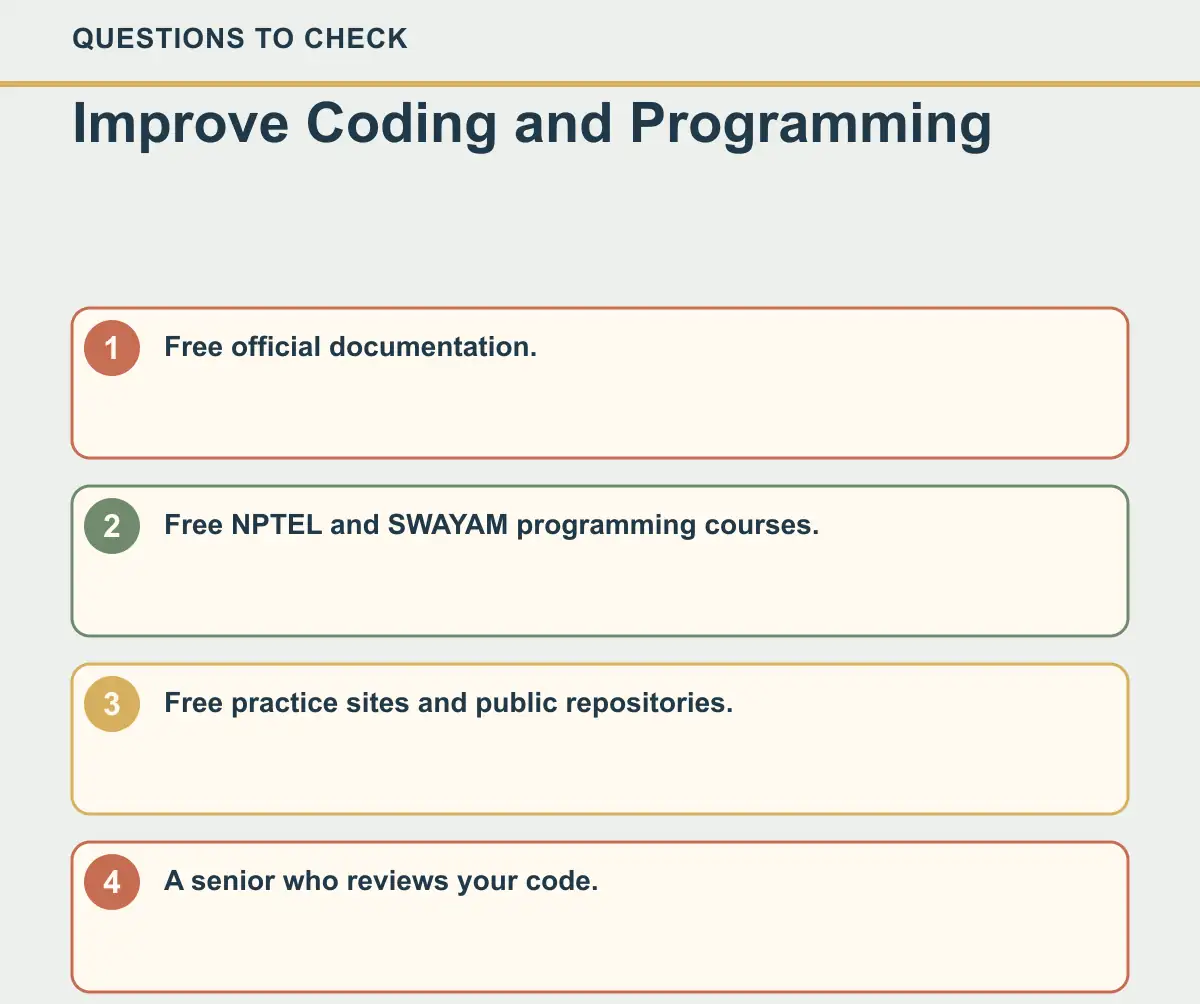 QUESTIONS TO CHECK
Improve Coding and Programming
1
Free official documentation.
2
Free NPTEL and SWAYAM programming courses.
3
Free practice sites and public repositories.
4
A senior who reviews your code.